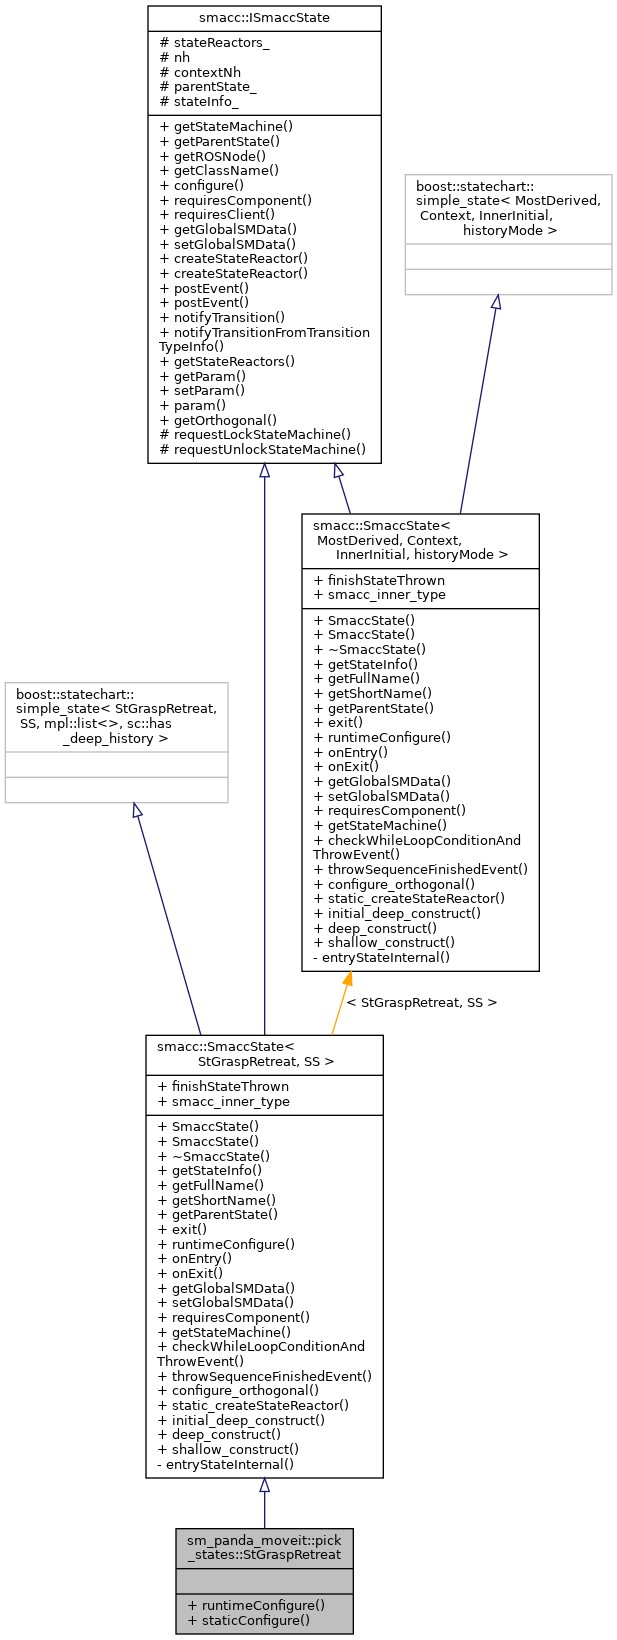 smacc::ISmaccState
# stateReactors_
# nh
# contextNh
# parentState_
# stateInfo_
+ getStateMachine()
+ getParentState()
+ getROSNode()
+ getClassName()
+ configure()
+ requiresComponent()
+ requiresClient()
+ getGlobalSMData()
+ setGlobalSMData()
+ createStateReactor()
+ createStateReactor()
+ postEvent()
+ postEvent()
+ notifyTransition()
+ notifyTransitionFromTransition
TypeInfo()
+ getStateReactors()
+ getParam()
+ setParam()
+ param()
+ getOrthogonal()
# requestLockStateMachine()
# requestUnlockStateMachine()
boost::statechart::
simple_state< MostDerived,
Context, InnerInitial,
historyMode >
smacc::SmaccState<
MostDerived, Context,
InnerInitial, historyMode >
+ finishStateThrown
+ smacc_inner_type
+ SmaccState()
+ SmaccState()
+ ~SmaccState()
+ getStateInfo()
+ getFullName()
+ getShortName()
+ getParentState()
+ exit()
+ runtimeConfigure()
+ onEntry()
+ onExit()
+ getGlobalSMData()
+ setGlobalSMData()
+ requiresComponent()
+ getStateMachine()
+ checkWhileLoopConditionAnd
ThrowEvent()
+ throwSequenceFinishedEvent()
+ configure_orthogonal()
+ static_createStateReactor()
+ initial_deep_construct()
+ deep_construct()
+ shallow_construct()
- entryStateInternal()
boost::statechart::
simple_state< StGraspRetreat,
SS, mpl::list<>, sc::has
_deep_history >
< StGraspRetreat, SS >
smacc::SmaccState<
StGraspRetreat, SS >
+ finishStateThrown
+ smacc_inner_type
+ SmaccState()
+ SmaccState()
+ ~SmaccState()
+ getStateInfo()
+ getFullName()
+ getShortName()
+ getParentState()
+ exit()
+ runtimeConfigure()
+ onEntry()
+ onExit()
+ getGlobalSMData()
+ setGlobalSMData()
+ requiresComponent()
+ getStateMachine()
+ checkWhileLoopConditionAnd
ThrowEvent()
+ throwSequenceFinishedEvent()
+ configure_orthogonal()
+ static_createStateReactor()
+ initial_deep_construct()
+ deep_construct()
+ shallow_construct()
- entryStateInternal()
sm_panda_moveit::pick
_states::StGraspRetreat
+ runtimeConfigure()
+ staticConfigure()